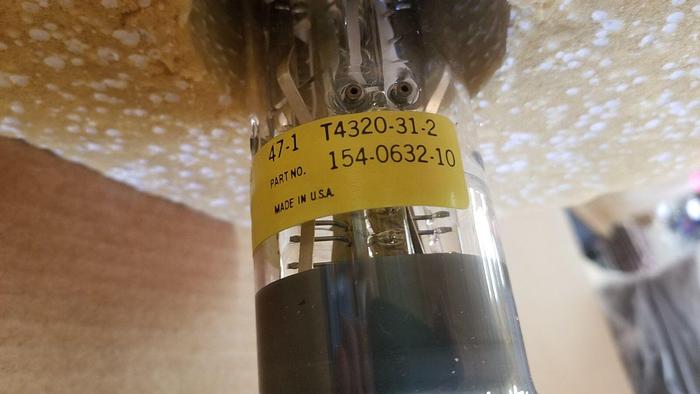 47-1 T4320-31-2
PART NO. 154-0632-10
MADE IN U.S.A.